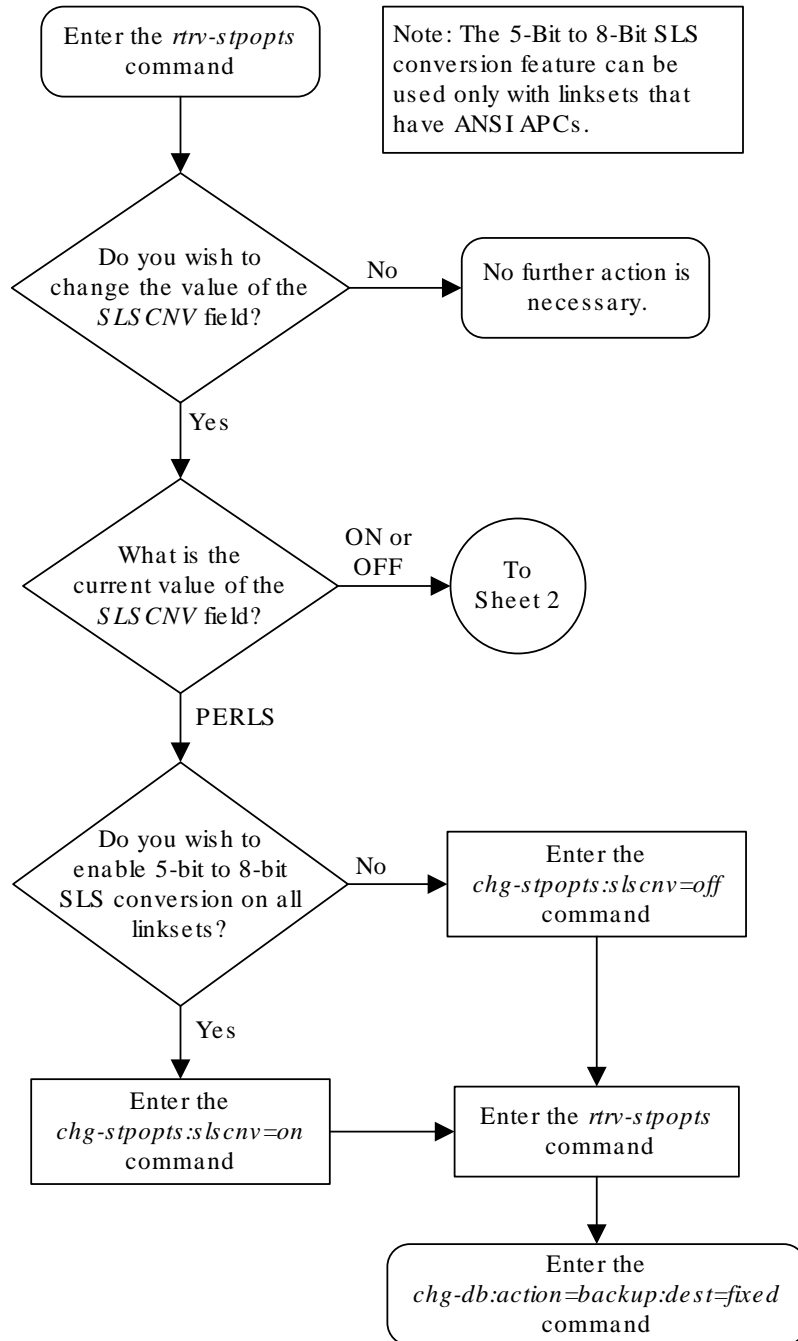 Enter the rtrv-stpopts
command
Note: The 5-Bit to 8-Bit SLS
conversion feature can be
used only with linksets that
have ANSI APCs.
Do you wish to
change the value of the
SLSCNV field?
No
No further action is
necessary.
Yes
What is the
current value of the
SLSCNV field?
ON or
OFF
To
Sheet 2
PERLS
Do you wish to
enable 5-bit to 8-bit
SLS conversion on all
linksets?
No
Enter the
chg-stpopts:slscnv=off
command
Yes
Enter the
chg-stpopts:slscnv=on
command
Enter the rtrv-stpopts
command
Enter the
chg-db:action=backup:dest=fixed
command